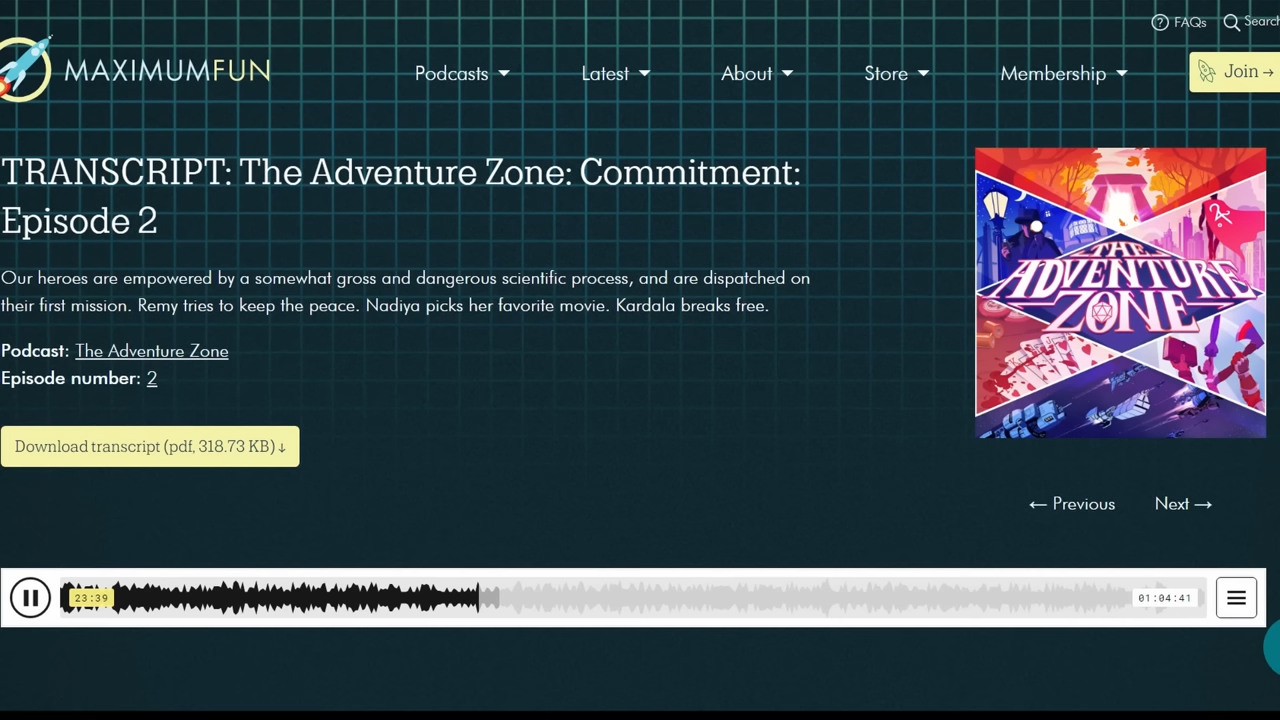 FAQs
Search
MAXIMUMFUN
Podcasts
Latest
About
Store
Membership
Join →
TRANSCRIPT: The Adventure Zone: Commitment:
Episode 2
Our heroes are empowered by a somewhat gross and dangerous scientific process, and are dispatched on
their first mission. Remy tries to keep the peace. Nadiya picks her favorite movie. Kardala breaks free.
Podcast: The Adventure Zone
Episode number: 2
Download transcript (pdf, 318.73 KB) ↓
THE
ADVENTURE
ZONE
← Previous
Next →
23:39
01:04:41